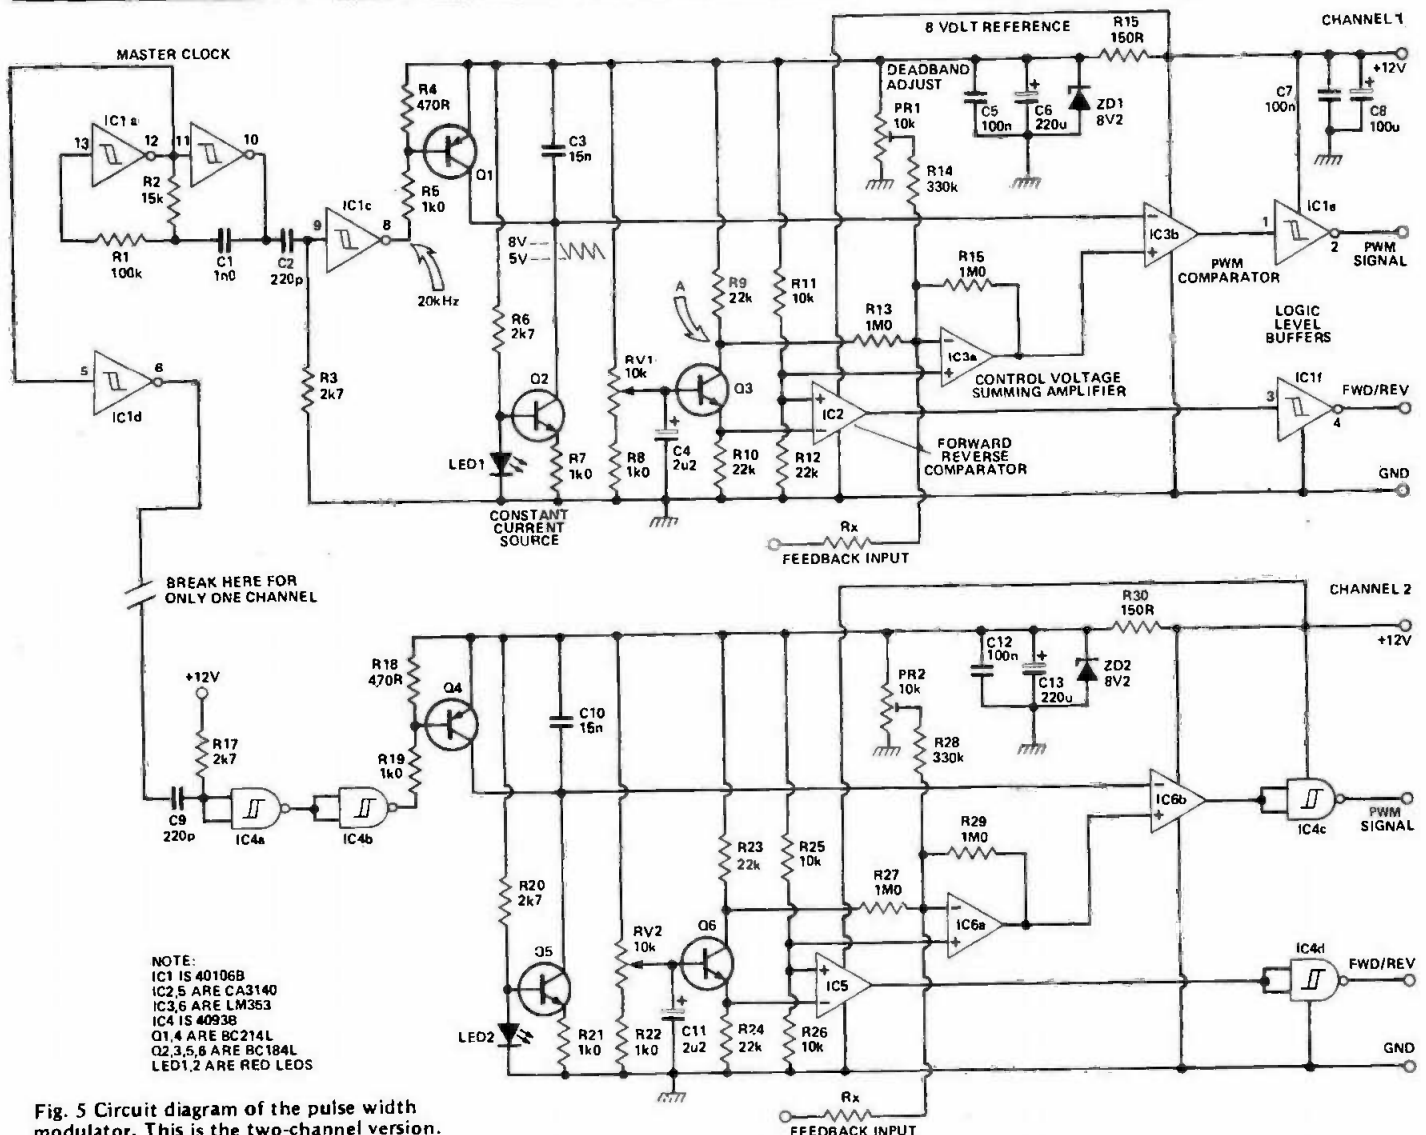 8 VOLT REFERENCE
R15
150R
CHANNEL 1
+12V
MASTER CLOCK
R4
470R
C3
15n
DEADBAND
ADJUST
PR1
10k
C5
100n
C6
220u
ZD1
8V2
C7
100n
C8
100u
IC1a
13
12
11
10
R2
15k
Q1
R5
1k0
R14
330k
IC1c
9
8
R1
100k
C1
1n0
C2
220p
20kHz
8V
5V
IC3b
PWM
COMPARATOR
1
IC1e
2
PWM
SIGNAL
A
R9
22k
R11
10k
R15
1M0
R13
1M0
R6
2k7
LOGIC
LEVEL
BUFFERS
5
6
IC1d
R3
2k7
RV1
10k
Q2
Q3
IC3a
CONTROL VOLTAGE
SUMMING AMPLIFIER
IC2
3
IC1f
4
FWD/REV
LED1
R7
1k0
R8
1k0
C4
2u2
R10
22k
R12
22k
FORWARD
REVERSE
COMPARATOR
GND
CONSTANT
CURRENT
SOURCE
Rx
FEEDBACK INPUT
BREAK HERE FOR
ONLY ONE CHANNEL
R30
150R
CHANNEL 2
+12V
+12V
R18
470R
Q4
C10
15n
PR2
10k
C12
100n
C13
220u
ZD2
8V2
R17
2k7
R19
1k0
R28
330k
C9
220p
IC4a
IC4b
IC6b
IC4c
PWM
SIGNAL
R23
22k
R25
10k
R29
1M0
R27
1M0
R20
2k7
RV2
10k
Q5
Q6
IC6a
IC5
IC4d
FWD/REV
LED2
R21
1k0
R22
1k0
C11
2u2
R24
22k
R26
10k
GND
Rx
FEEDBACK INPUT
NOTE:
IC1 IS 40106B
IC2,5 ARE CA3140
IC3,6 ARE LM353
IC4 IS 4093B
Q1,4 ARE BC214L
Q2,3,5,6 ARE BC184L
LED1,2 ARE RED LEDS
Fig. 5 Circuit diagram of the pulse width
modulator. This is the two-channel version.